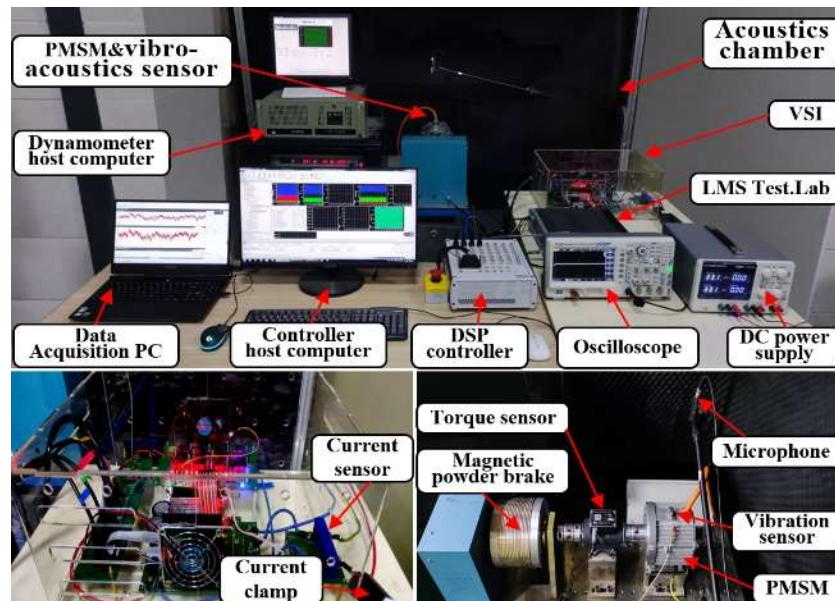 PMSM&vibro-
acoustics sensor
Acoustics
chamber
Dynamometer
host computer
VSI
LMS Test.Lab
Data
Acquisition PC
Controller
host computer
DSP
controller
Oscilloscope
DC power
supply
Current
sensor
Current
clamp
Torque sensor
Magnetic
powder brake
Microphone
Vibration
sensor
PMSM